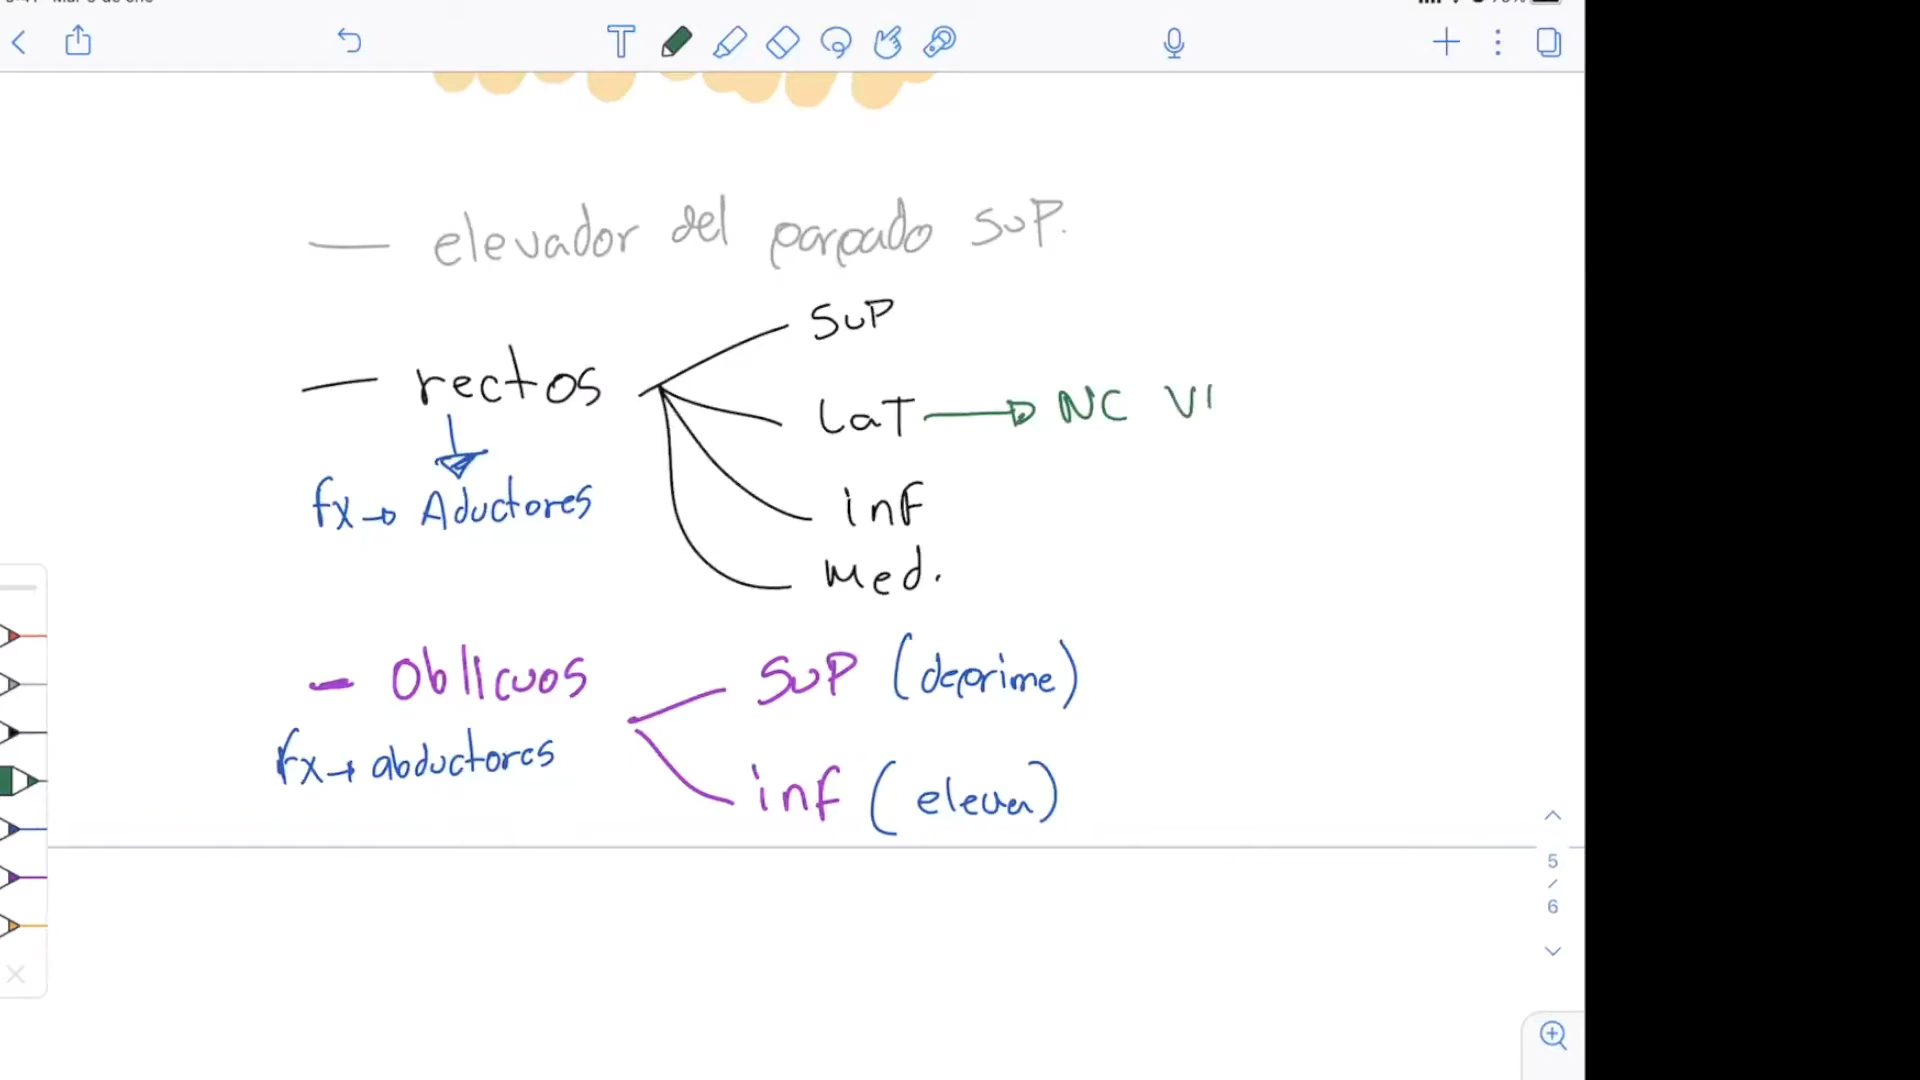 — elevador del parpado SuP.
SuP
— rectos
LaT → NC VI
inf
fx → Aductores
Med.
- Oblicuos
SuP (deprime)
fx → abductores
inf (eleva)
5
/
6